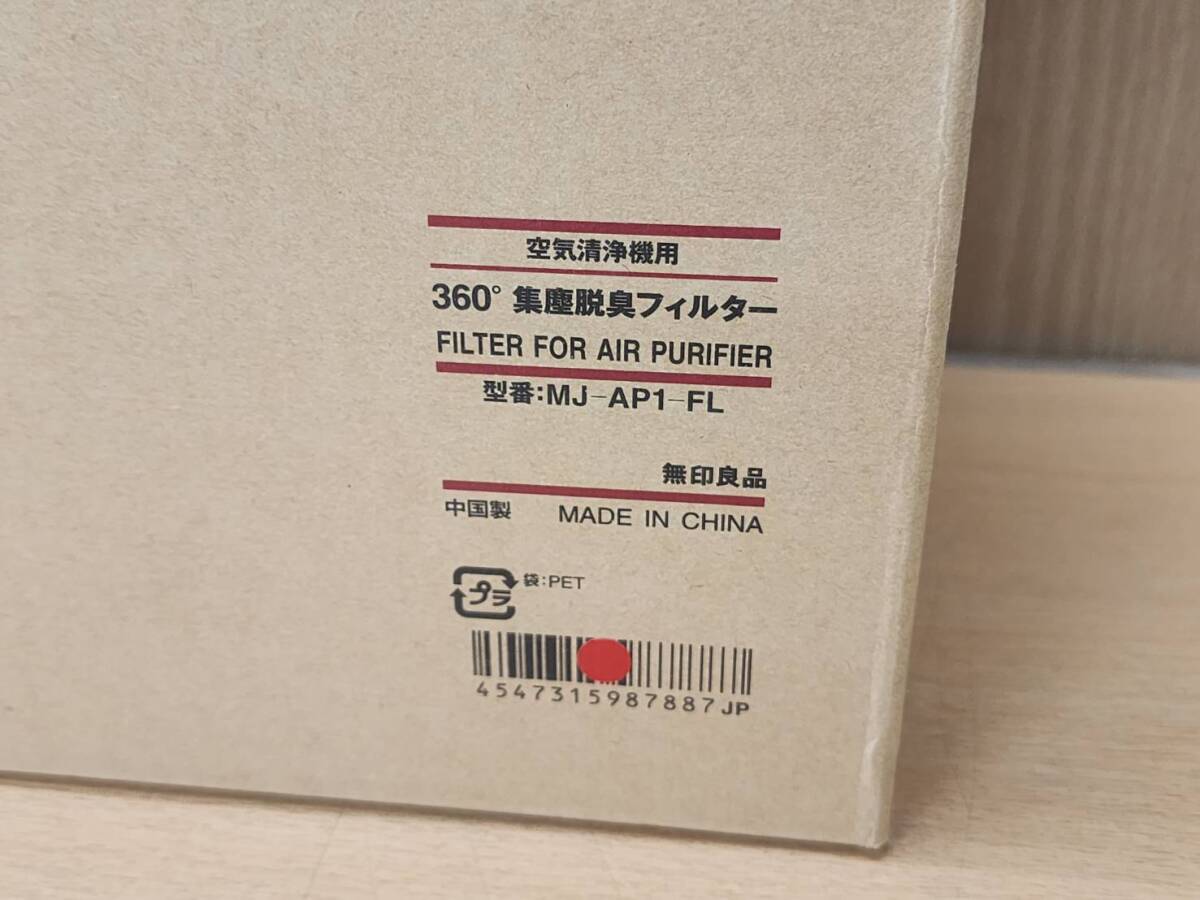 空気清浄機用
360° 集塵脱臭フィルター
FILTER FOR AIR PURIFIER
型番:MJ-AP1-FL
無印良品
中国製 MADE IN CHINA
プラ 袋:PET
4547315987887JP